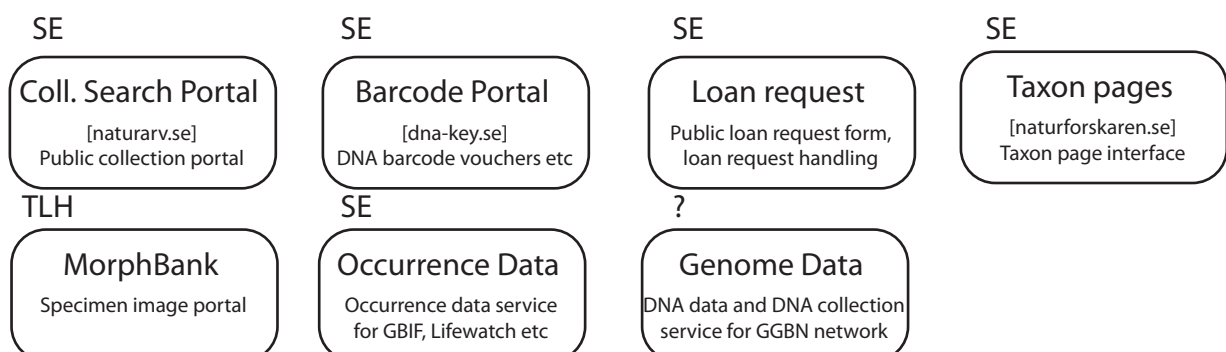 SE
Coll. Search Portal
[naturarv.se]
Public collection portal
SE
Barcode Portal
[dna-key.se]
DNA barcode vouchers etc
SE
Loan request
Public loan request form,
loan request handling
SE
Taxon pages
[naturforskaren.se]
Taxon page interface
TLH
MorphBank
Specimen image portal
SE
Occurrence Data
Occurrence data service
for GBIF, Lifewatch etc
?
Genome Data
DNA data and DNA collection
service for GGBN network